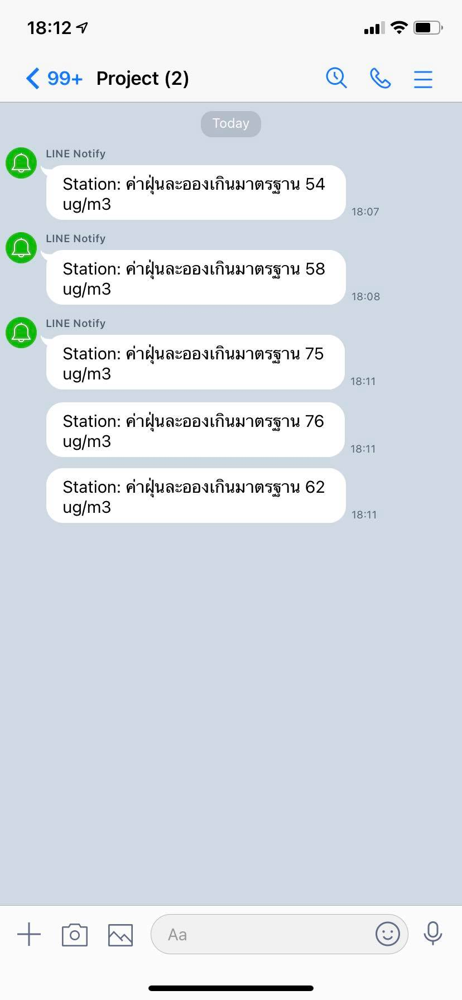 18:12
99+ Project (2)
Today
LINE Notify
Station: ค่าฝุ่นละอองเกินมาตรฐาน 54
ug/m3
18:07
LINE Notify
Station: ค่าฝุ่นละอองเกินมาตรฐาน 58
ug/m3
18:08
LINE Notify
Station: ค่าฝุ่นละอองเกินมาตรฐาน 75
ug/m3
18:11
Station: ค่าฝุ่นละอองเกินมาตรฐาน 76
ug/m3
18:11
Station: ค่าฝุ่นละอองเกินมาตรฐาน 62
ug/m3
18:11
Aa